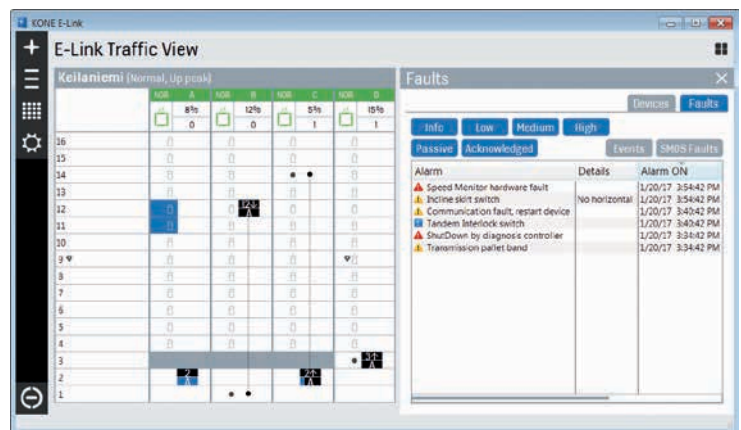 KONE E-Link
E-Link Traffic View
Keilaniemi (Normal, Up peak)
NOR A NOR B NOR C NOR D
8% 12% 5% 15%
0 0 1 1
16
15
14
13
12 12↓
A
11
10
9
8
7
6
5
4
3 3↑
A
2 2 2↑
A A
1
Faults
Devices Faults
Info Low Medium High
Passive Acknowledged Events SMOS Faults
Alarm Details Alarm ON
Speed Monitor hardware fault 1/20/17 3:54:42 PM
Incline skirt switch No horizontal 1/20/17 3:50:42 PM
Communication fault, restart device 1/20/17 3:40:42 PM
Tandem Interlock switch 1/20/17 3:40:42 PM
ShutDown by diagnosis controller 1/20/17 3:34:42 PM
Transmission pallet band 1/20/17 3:34:42 PM